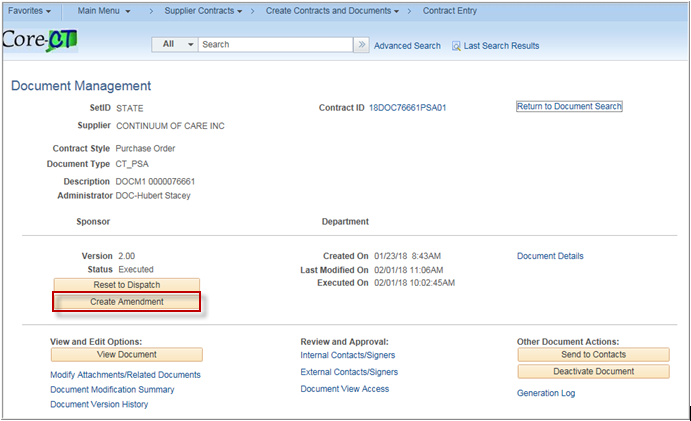 Favorites Main Menu > Supplier Contracts > Create Contracts and Documents > Contract Entry
Core-CT All Search » Advanced Search Last Search Results
Document Management
SetID STATE Contract ID 18DOC76661PSA01 Return to Document Search
Supplier CONTINUUM OF CARE INC
Contract Style Purchase Order
Document Type CT_PSA
Description DOCM1 0000076661
Administrator DOC-Hubert Stacey
Sponsor Department
Version 2.00 Created On 01/23/18 8:43AM Document Details
Status Executed Last Modified On 02/01/18 11:06AM
Reset to Dispatch Executed On 02/01/18 10:02:45AM
Create Amendment
View and Edit Options: Review and Approval: Other Document Actions:
View Document Internal Contacts/Signers Send to Contacts
Modify Attachments/Related Documents External Contacts/Signers Deactivate Document
Document Modification Summary Document View Access Generation Log
Document Version History